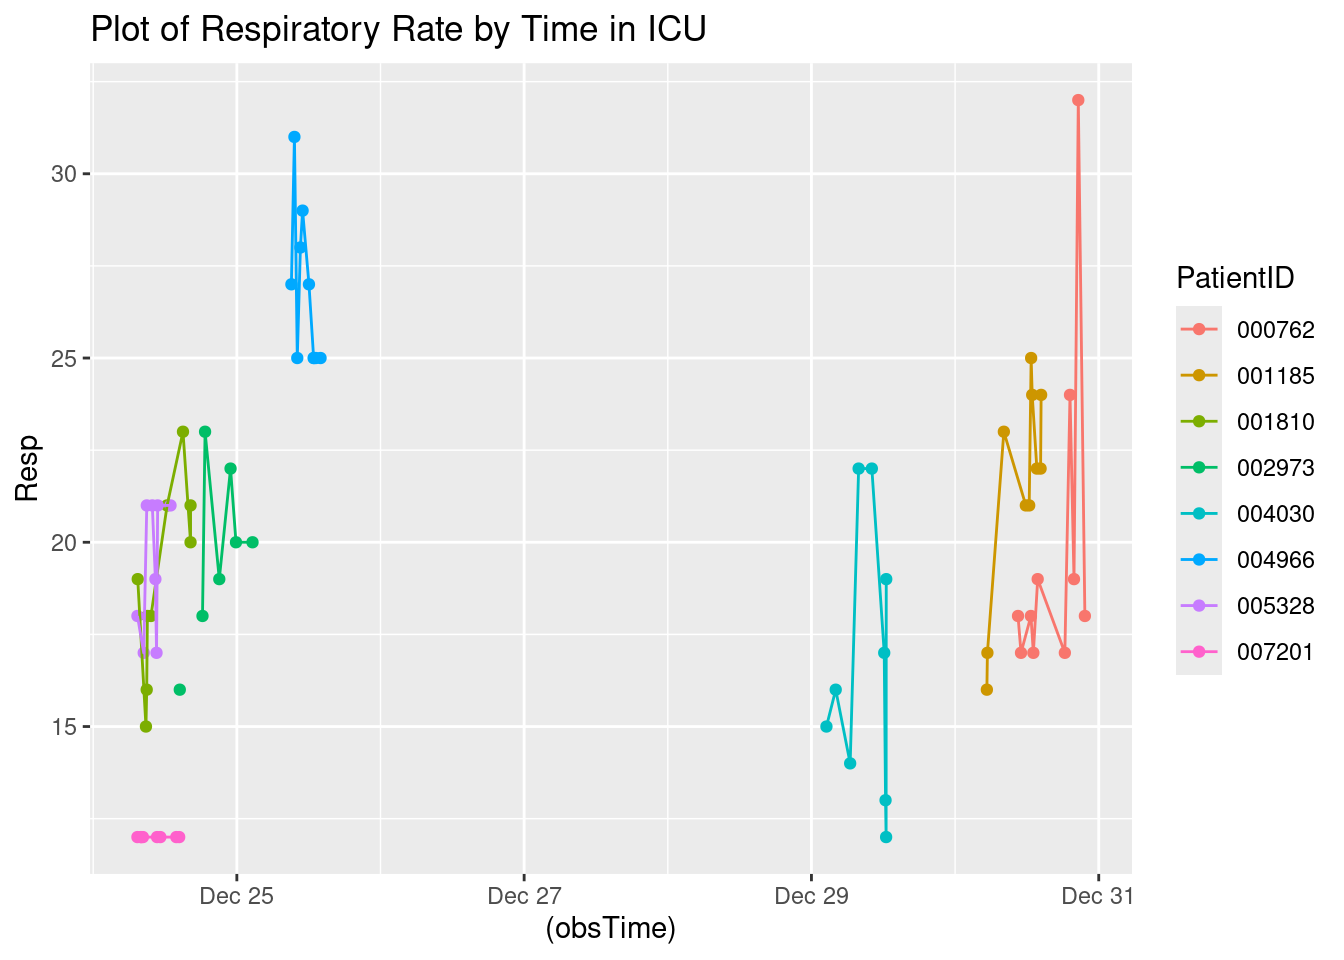 Plot of Respiratory Rate by Time in ICU
Resp
30
25
20
15
Dec 25
Dec 27
Dec 29
Dec 31
(obsTime)
PatientID
000762
001185
001810
002973
004030
004966
005328
007201